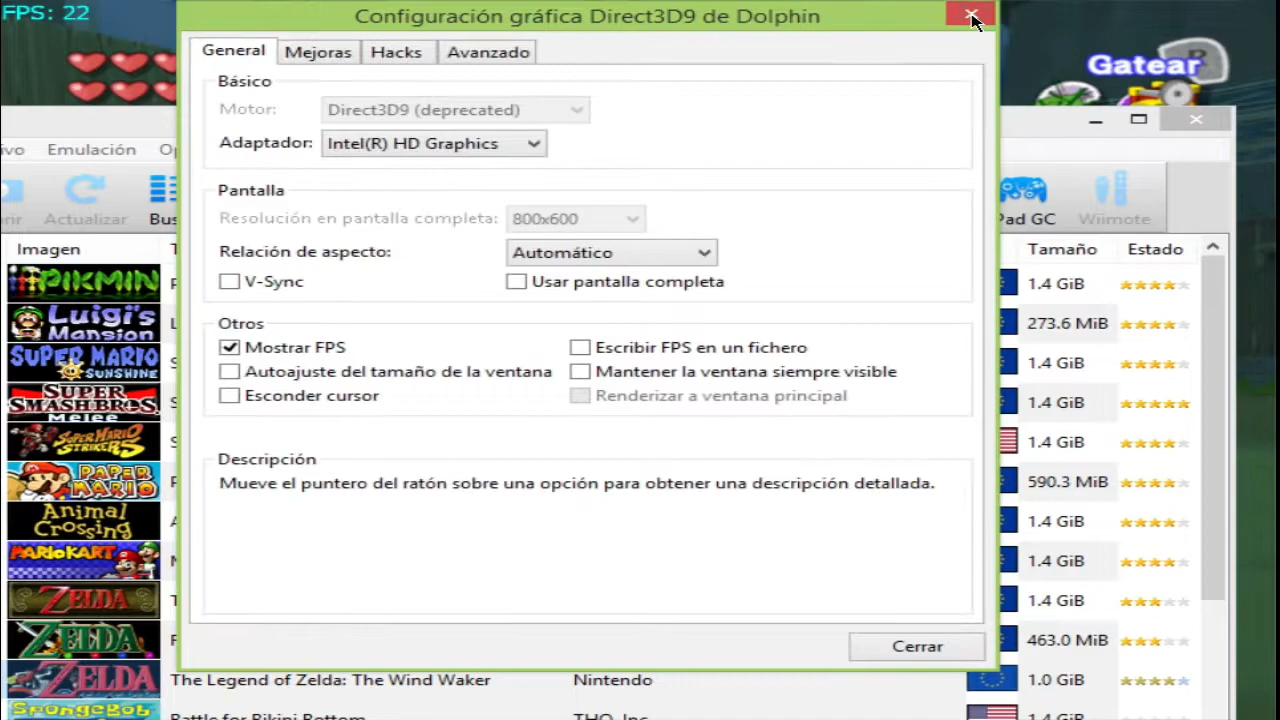 FPS: 22
Configuración gráfica Direct3D9 de Dolphin
General
Mejoras
Hacks
Avanzado
Básico
Motor:
Direct3D9 (deprecated)
Adaptador:
Intel(R) HD Graphics
Pantalla
Resolución en pantalla completa:
800x600
Relación de aspecto:
Automático
V-Sync
Usar pantalla completa
Otros
Mostrar FPS
Escribir FPS en un fichero
Autoajuste del tamaño de la ventana
Mantener la ventana siempre visible
Esconder cursor
Renderizar a ventana principal
Descripción
Mueve el puntero del ratón sobre una opción para obtener una descripción detallada.
Cerrar
Gatear
R
Emulación
Actualizar
Pad GC
Wiimote
Imagen
Tamaño
Estado
PIKMIN
1.4 GiB
Luigi's Mansion
273.6 MiB
SUPER MARIO SUNSHINE
1.4 GiB
SUPER SMASH BROS. Melee
1.4 GiB
SUPER MARIO STRIKERS
1.4 GiB
PAPER MARIO
590.3 MiB
Animal Crossing
1.4 GiB
MARIO KART
1.4 GiB
ZELDA
1.4 GiB
ZELDA
463.0 MiB
ZELDA
The Legend of Zelda: The Wind Waker
Nintendo
1.0 GiB
SpongeBob
Battle for Bikini Bottom
THQ, Inc.
1.4 GiB